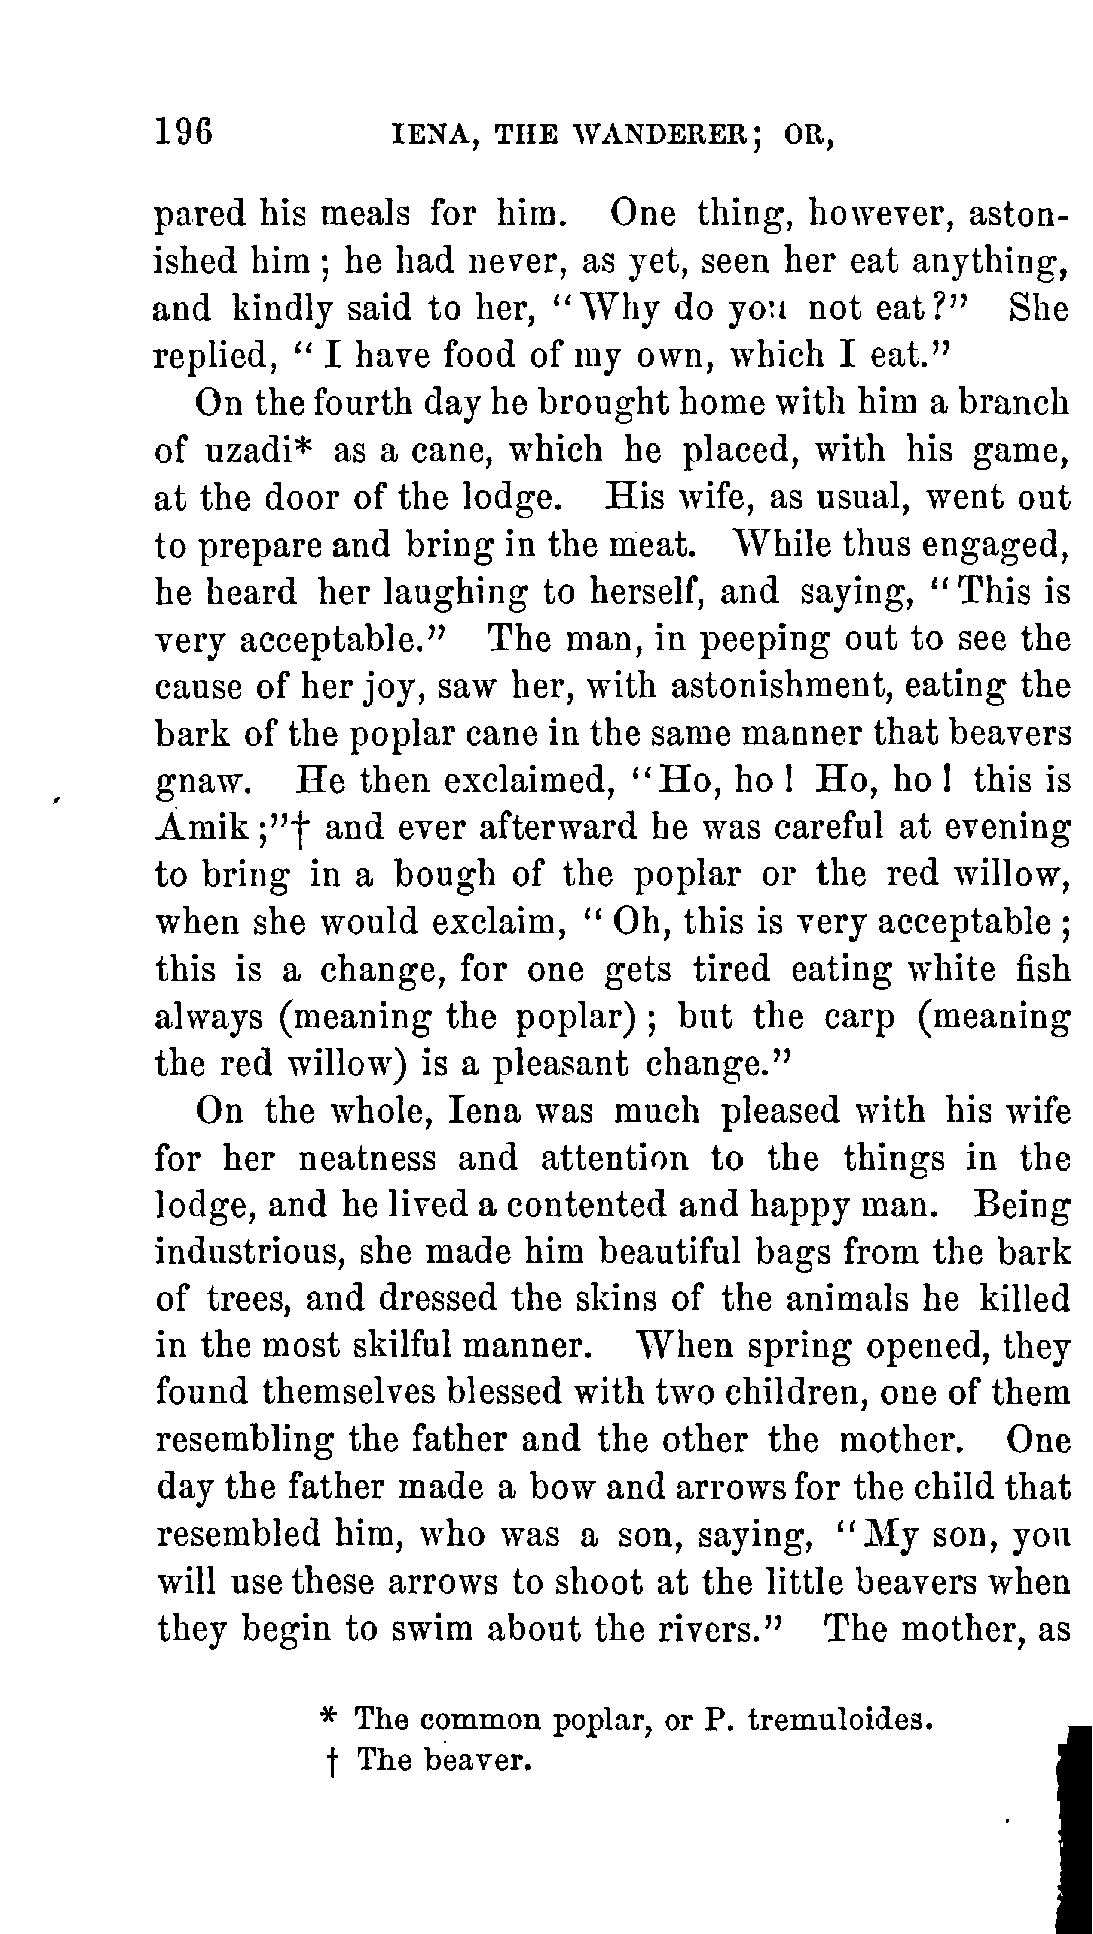 196 IENA, THE WANDERER; OR,
pared his meals for him. One thing, however, aston-
ished him; he had never, as yet, seen her eat anything,
and kindly said to her, "Why do you not eat?" She
replied, "I have food of my own, which I eat."
On the fourth day he brought home with him a branch
of uzadi* as a cane, which he placed, with his game,
at the door of the lodge. His wife, as usual, went out
to prepare and bring in the meat. While thus engaged,
he heard her laughing to herself, and saying, "This is
very acceptable." The man, in peeping out to see the
cause of her joy, saw her, with astonishment, eating the
bark of the poplar cane in the same manner that beavers
gnaw. He then exclaimed, "Ho, ho! Ho, ho! this is
Amik;"† and ever afterward he was careful at evening
to bring in a bough of the poplar or the red willow,
when she would exclaim, "Oh, this is very acceptable;
this is a change, for one gets tired eating white fish
always (meaning the poplar); but the carp (meaning
the red willow) is a pleasant change."
On the whole, Iena was much pleased with his wife
for her neatness and attention to the things in the
lodge, and he lived a contented and happy man. Being
industrious, she made him beautiful bags from the bark
of trees, and dressed the skins of the animals he killed
in the most skilful manner. When spring opened, they
found themselves blessed with two children, one of them
resembling the father and the other the mother. One
day the father made a bow and arrows for the child that
resembled him, who was a son, saying, "My son, you
will use these arrows to shoot at the little beavers when
they begin to swim about the rivers." The mother, as
* The common poplar, or P. tremuloides.
† The beaver.